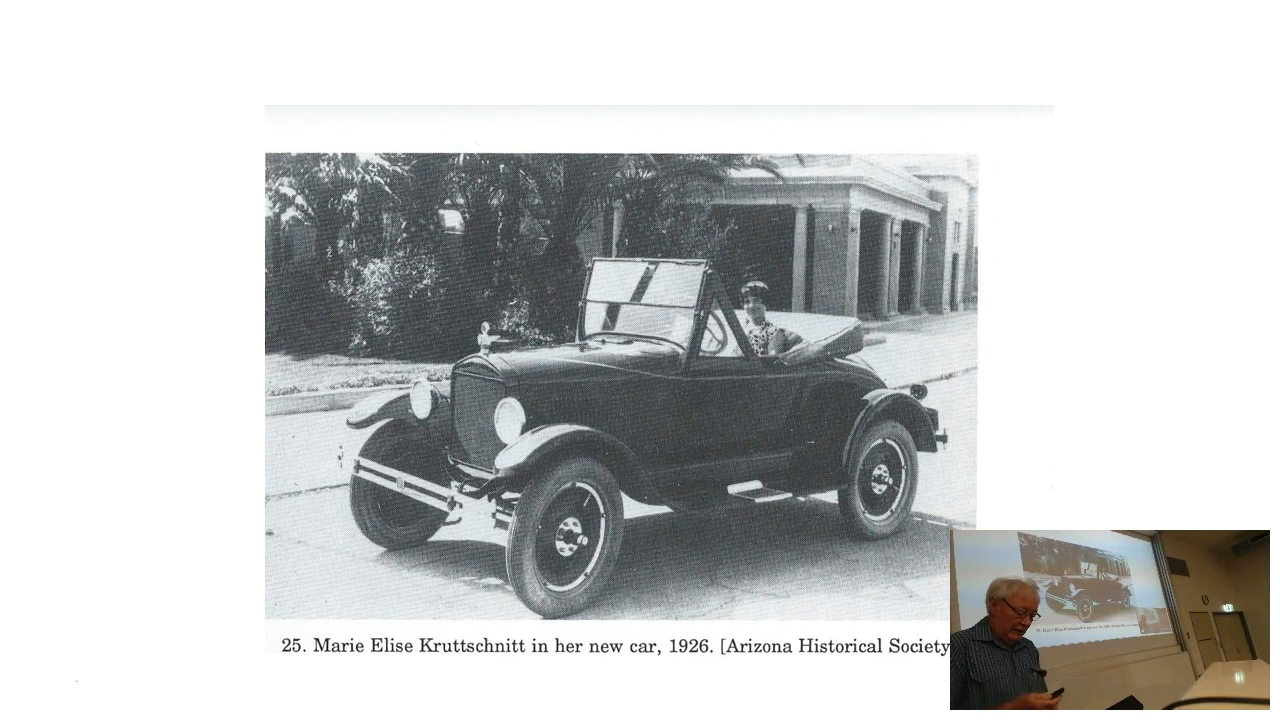 25. Marie Elise Kruttschnitt in her new car, 1926. [Arizona Historical Society